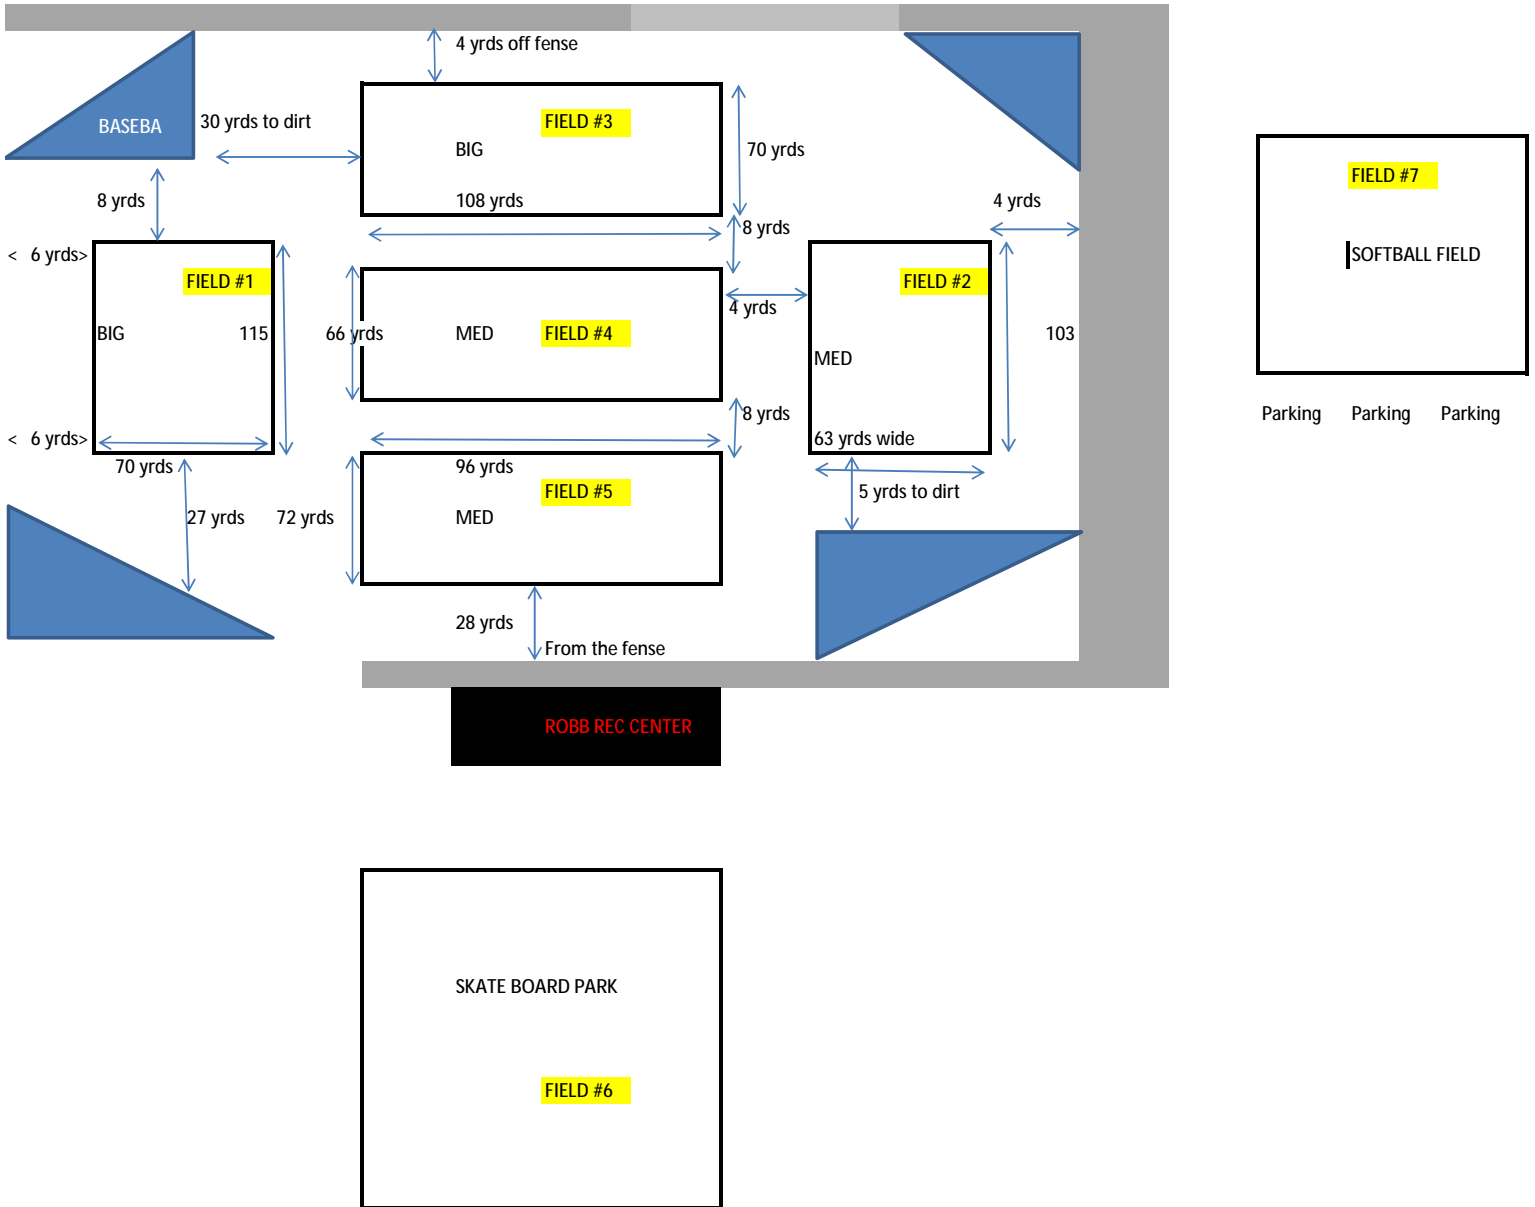 4 yrds off fense
BASEBA
30 yrds to dirt
FIELD #3
BIG
70 yrds
108 yrds
8 yrds
8 yrds
4 yrds
FIELD #7
SOFTBALL FIELD
Parking Parking Parking
< 6 yrds>
FIELD #1
BIG
115
< 6 yrds>
70 yrds
27 yrds
66 yrds
MED
FIELD #4
4 yrds
FIELD #2
MED
103
63 yrds wide
8 yrds
5 yrds to dirt
96 yrds
FIELD #5
72 yrds
MED
28 yrds
From the fense
ROBB REC CENTER
SKATE BOARD PARK
FIELD #6